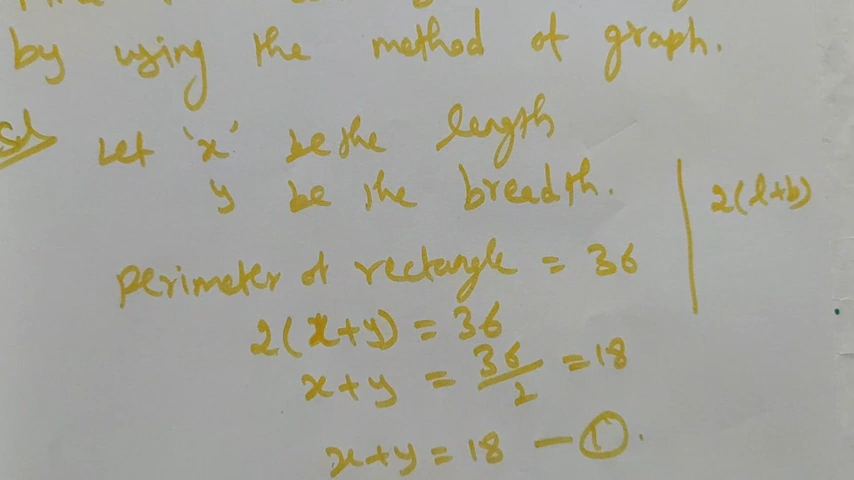 by using the method of graph.
Sol Let 'x' be the length
y be the breadth.
2(l+b)
perimeter of rectangle = 36
2(x+y) = 36
x+y = 36/2 = 18
x+y = 18 — ①.